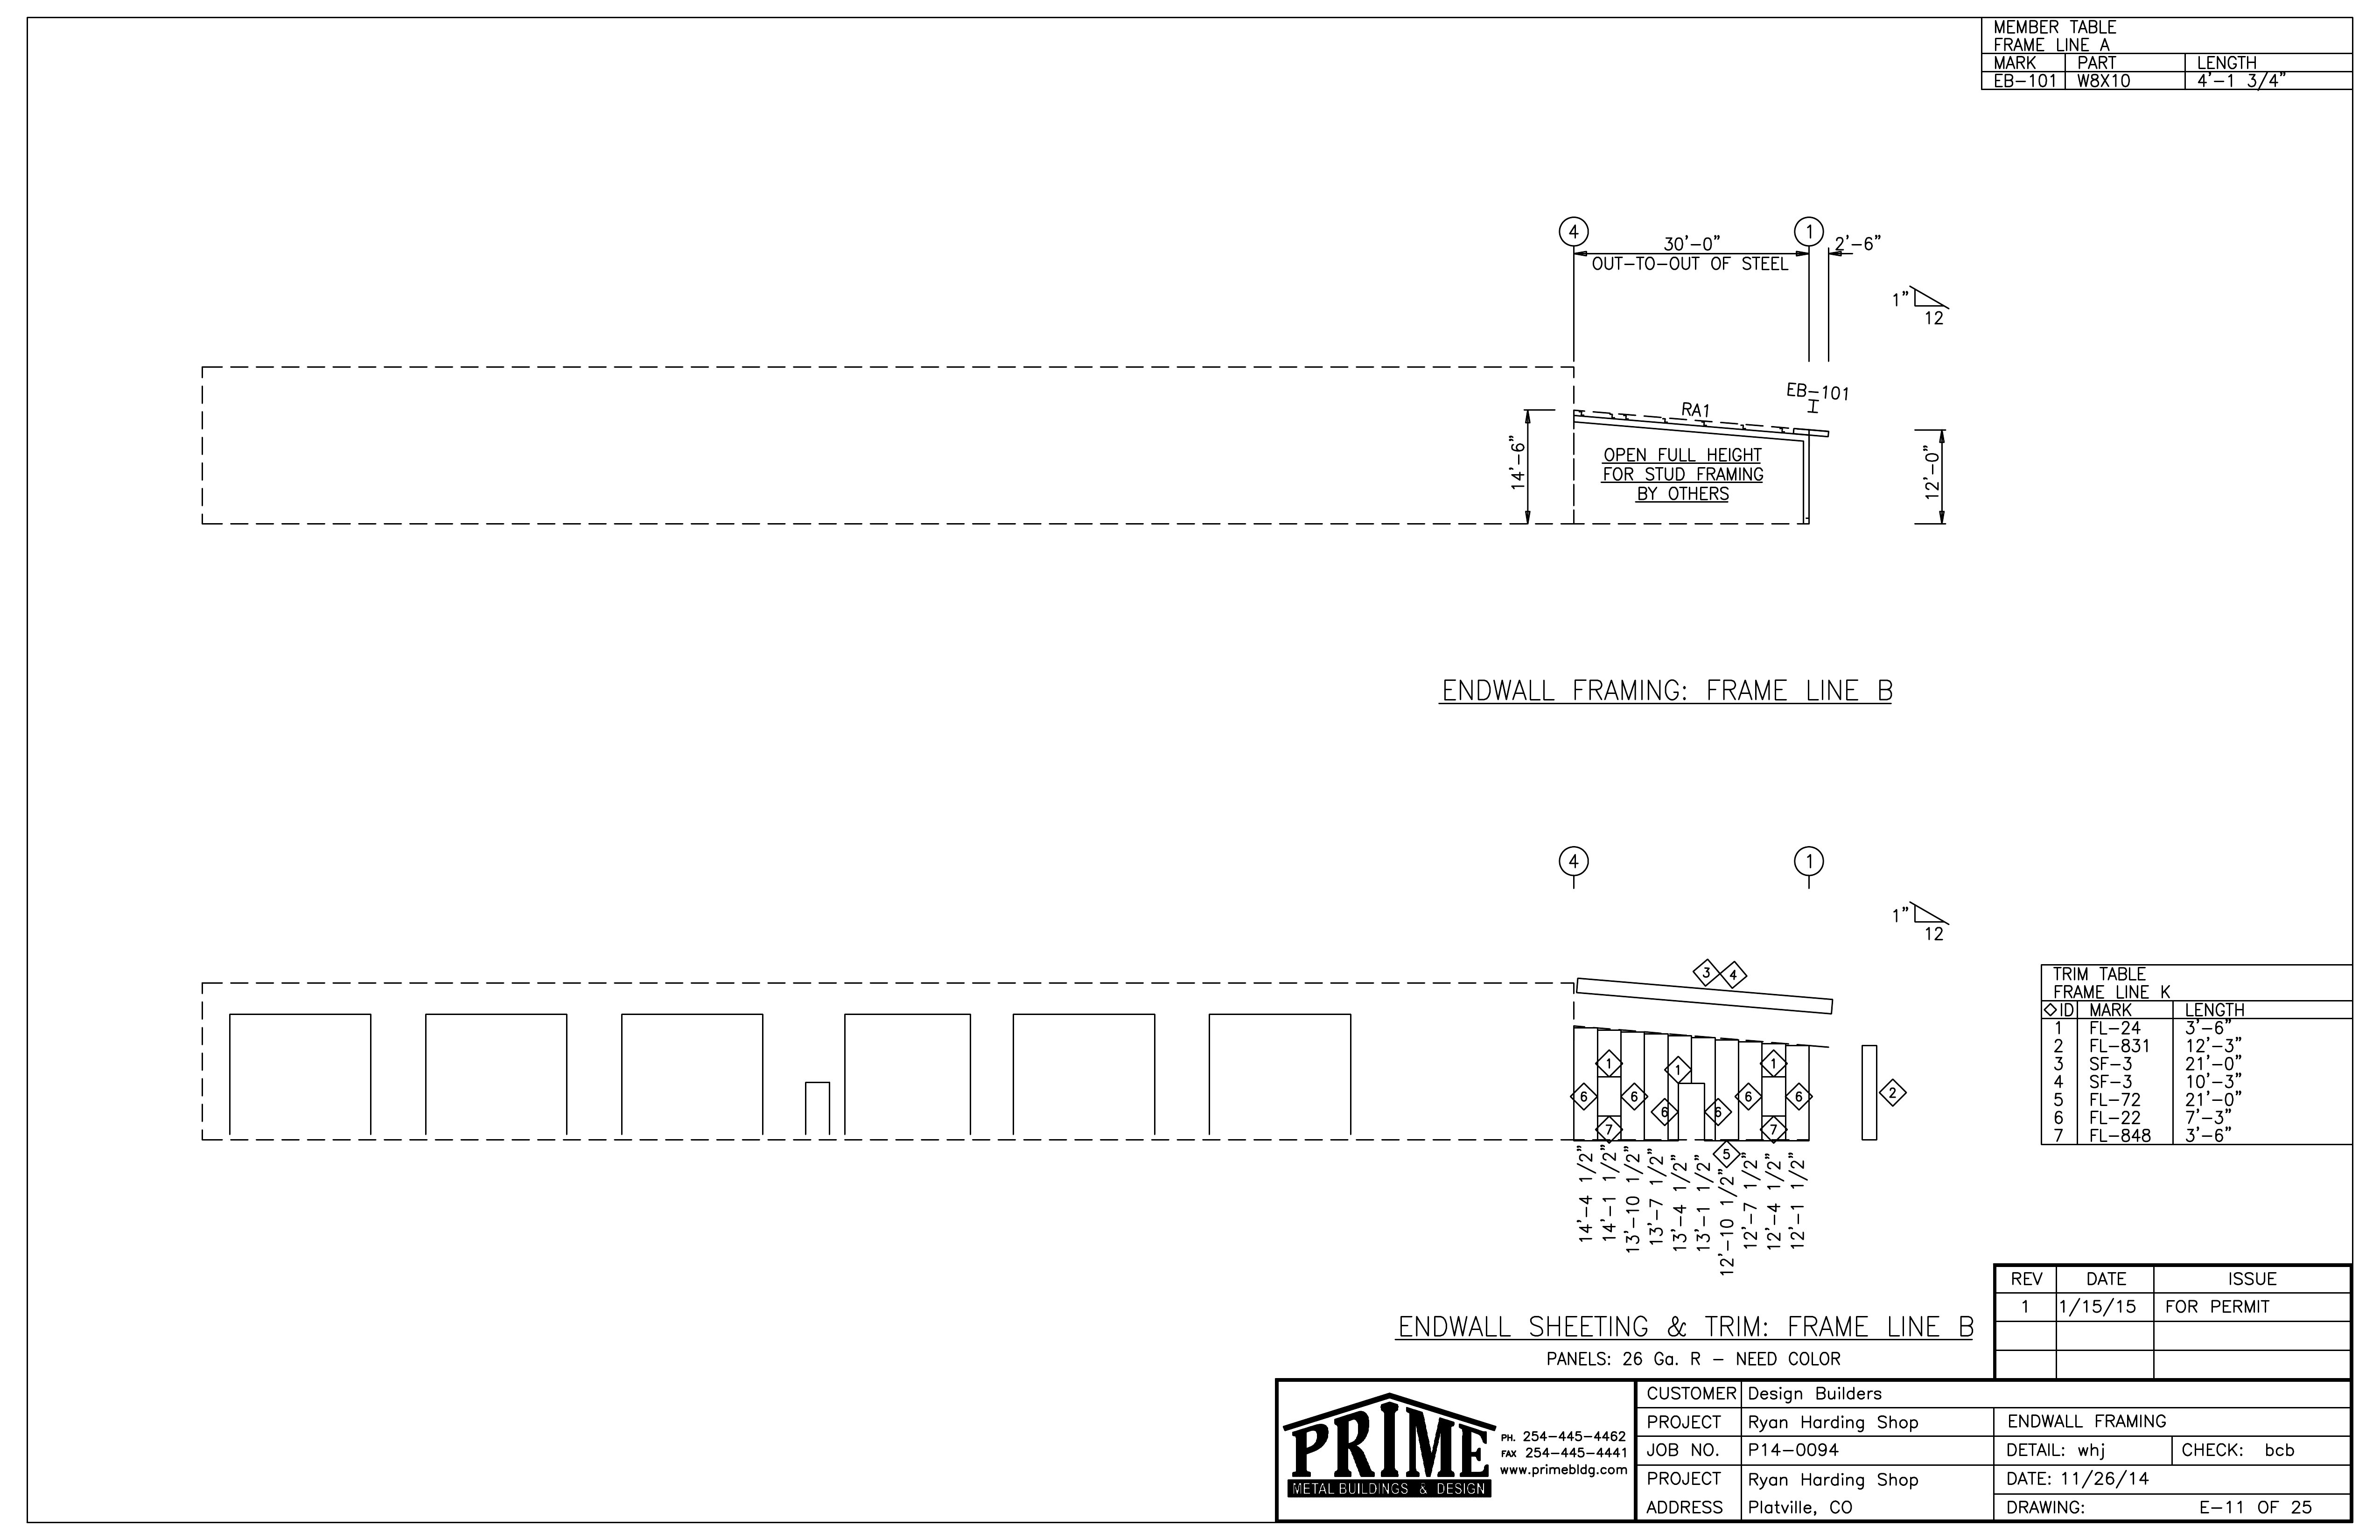 MEMBER TABLE
FRAME LINE A
MARK PART LENGTH
EB-101 W8X10 4'-1 3/4"
4 1
30'-0" 2'-6"
OUT-TO-OUT OF STEEL
1"
12
EB-101
RA1
14'-6"
OPEN FULL HEIGHT
FOR STUD FRAMING
BY OTHERS
12'-0"
ENDWALL FRAMING: FRAME LINE B
4 1
1"
12
3 4
1 1 1
6 6 6 6 6 6
2
7 7
5
14'-4 1/2"
14'-1 1/2"
13'-10 1/2"
13'-7 1/2"
13'-4 1/2"
13'-1 1/2"
12'-10 1/2"
12'-7 1/2"
12'-4 1/2"
12'-1 1/2"
TRIM TABLE
FRAME LINE K
ID MARK LENGTH
1 FL-24 3'-6"
2 FL-831 12'-3"
3 SF-3 21'-0"
4 SF-3 10'-3"
5 FL-72 21'-0"
6 FL-22 7'-3"
7 FL-848 3'-6"
ENDWALL SHEETING & TRIM: FRAME LINE B
PANELS: 26 Ga. R - NEED COLOR
REV DATE ISSUE
1 1/15/15 FOR PERMIT
PRIME
METAL BUILDINGS & DESIGN
PH. 254-445-4462
FAX 254-445-4441
www.primebldg.com
CUSTOMER Design Builders
PROJECT Ryan Harding Shop
JOB NO. P14-0094
PROJECT Ryan Harding Shop
ADDRESS Platville, CO
ENDWALL FRAMING
DETAIL: whj CHECK: bcb
DATE: 11/26/14
DRAWING: E-11 OF 25